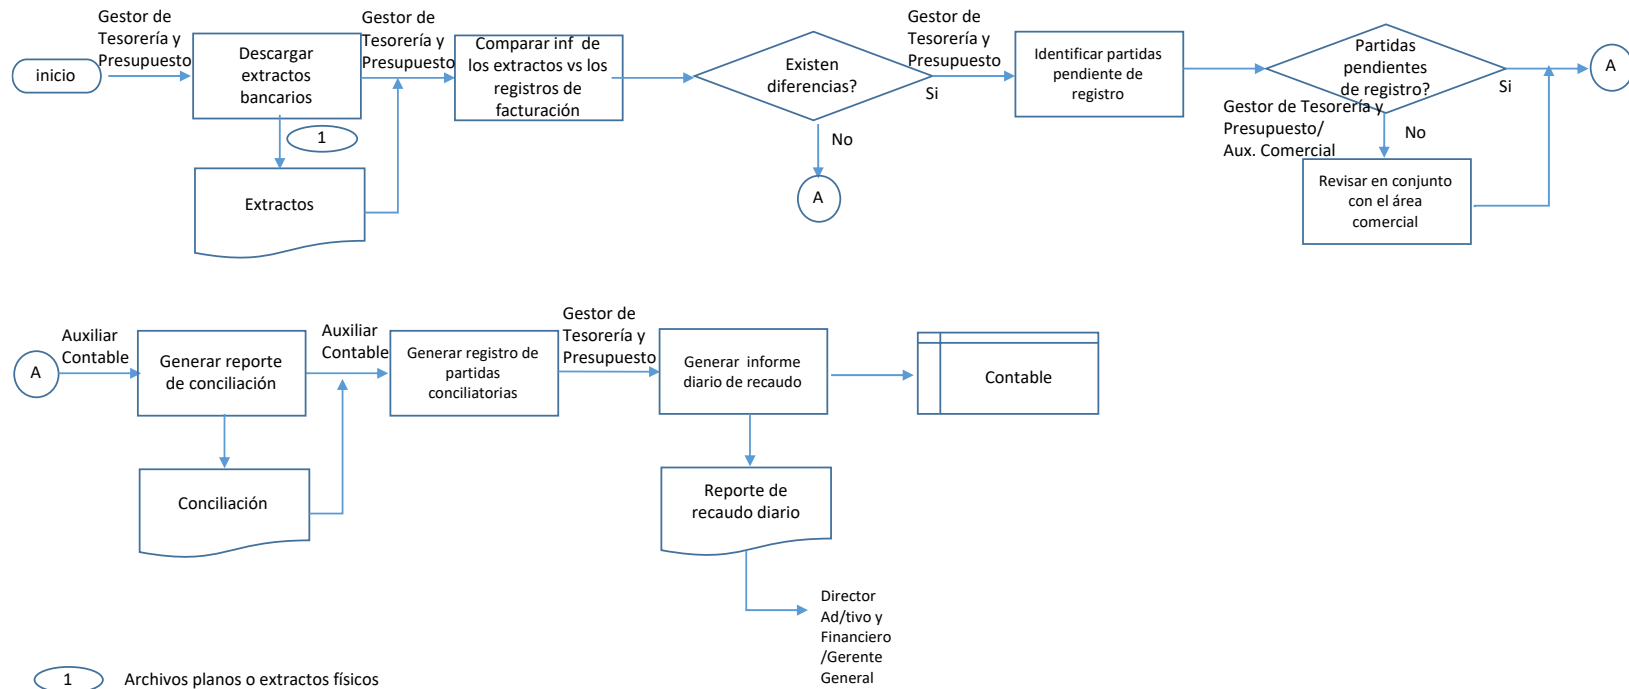 inicio
Gestor de
Tesorería y
Presupuesto
Descargar
extractos
bancarios
1
Extractos
Gestor de
Tesorería y
Presupuesto
Comparar inf de
los extractos vs los
registros de
facturación
Existen
diferencias?
No
A
Gestor de
Tesorería y
Presupuesto
Si
Identificar partidas
pendiente de
registro
Partidas
pendientes
de registro?
Si
A
Gestor de Tesorería y
Presupuesto/
Aux. Comercial
No
Revisar en conjunto
con el área
comercial
A
Auxiliar
Contable
Generar reporte
de conciliación
Conciliación
Auxiliar
Contable
Generar registro de
partidas
conciliatorias
Gestor de
Tesorería y
Presupuesto
Generar informe
diario de recaudo
Contable
Reporte de
recaudo diario
Director
Ad/tivo y
Financiero
/Gerente
General
1 Archivos planos o extractos físicos